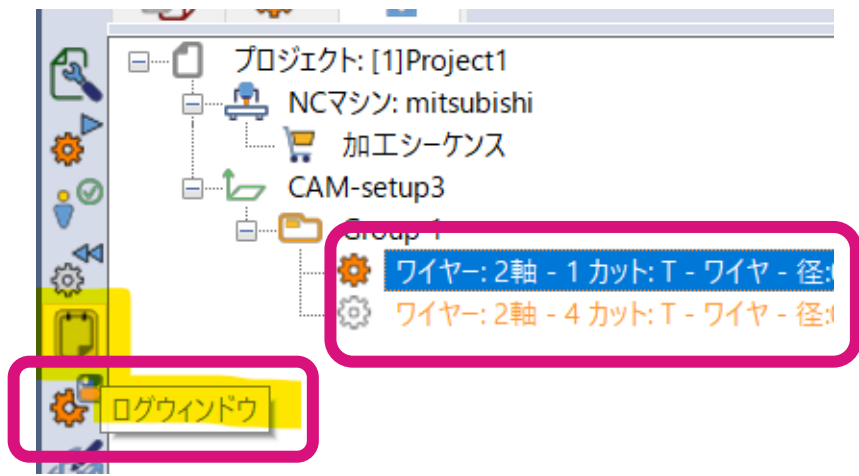 プロジェクト: [1]Project1
NCマシン: mitsubishi
加工シーケンス
CAM-setup3
Group 1
ワイヤー: 2軸 - 1 カット: T - ワイヤ - 径:
ワイヤー: 2軸 - 4 カット: T - ワイヤ - 径:
ログウィンドウ